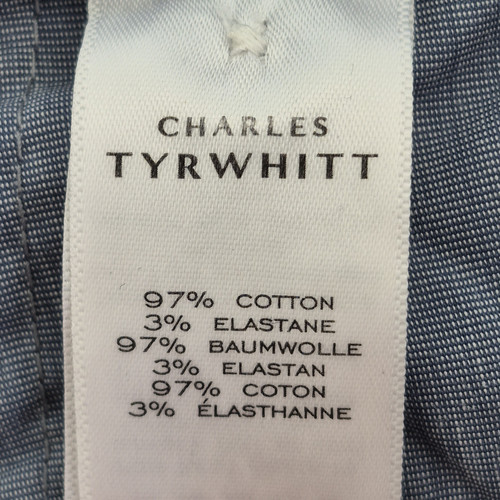 CHARLES
TYRWHITT
97% COTTON
3% ELASTANE
97% BAUMWOLLE
3% ELASTAN
97% COTON
3% ÉLASTHANNE